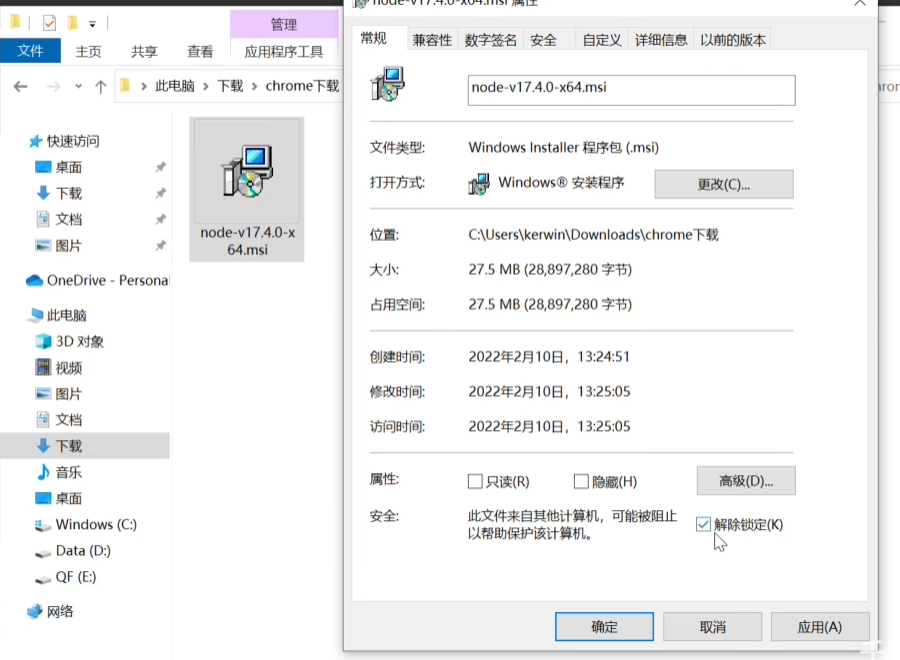 管理
文件
主页
共享
查看
应用程序工具
此电脑
下载
chrome下载
快速访问
桌面
下载
文档
图片
OneDrive - Persona
此电脑
3D 对象
视频
图片
文档
下载
音乐
桌面
Windows (C:)
Data (D:)
QF (E:)
网络
node-v17.4.0-x
64.msi
node-v17.4.0-x64.msi 属性
常规
兼容性
数字签名
安全
自定义
详细信息
以前的版本
node-v17.4.0-x64.msi
文件类型:
Windows Installer 程序包 (.msi)
打开方式:
Windows® 安装程序
更改(C)...
位置:
C:\Users\kerwin\Downloads\chrome下载
大小:
27.5 MB (28,897,280 字节)
占用空间:
27.5 MB (28,897,280 字节)
创建时间:
2022年2月10日，13:24:51
修改时间:
2022年2月10日，13:25:05
访问时间:
2022年2月10日，13:25:05
属性:
只读(R)
隐藏(H)
高级(D)...
安全:
此文件来自其他计算机，可能被阻止
以帮助保护该计算机。
解除锁定(K)
确定
取消
应用(A)